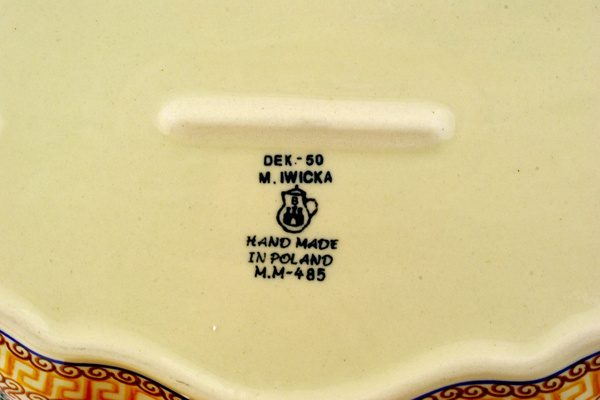 DEK.-50
M. IWICKA
B
HAND MADE
IN POLAND
M.M-485